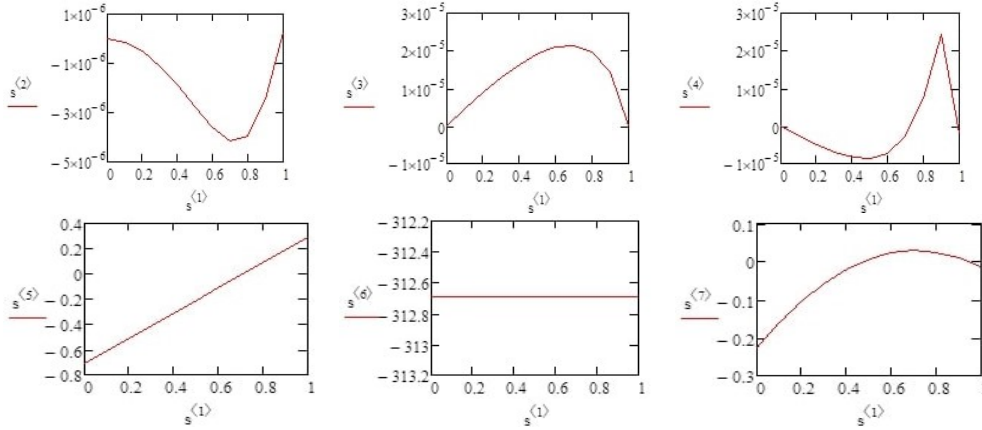 1×10⁻⁶
−1×10⁻⁶
s⟨2⟩
−3×10⁻⁶
−5×10⁻⁶
0 0.2 0.4 0.6 0.8 1
s⟨1⟩
3×10⁻⁵
2×10⁻⁵
s⟨3⟩
1×10⁻⁵
0
−1×10⁻⁵
0 0.2 0.4 0.6 0.8 1
s⟨1⟩
3×10⁻⁵
2×10⁻⁵
s⟨4⟩
1×10⁻⁵
0
−1×10⁻⁵
0 0.2 0.4 0.6 0.8 1
s⟨1⟩
0.4
0.2
0
s⟨5⟩
−0.2
−0.4
−0.6
−0.8
0 0.2 0.4 0.6 0.8 1
s⟨1⟩
−312.2
−312.4
−312.6
s⟨6⟩
−312.8
−313
−313.2
0 0.2 0.4 0.6 0.8 1
s⟨1⟩
0.1
0
s⟨7⟩
−0.1
−0.2
−0.3
0 0.2 0.4 0.6 0.8 1
s⟨1⟩